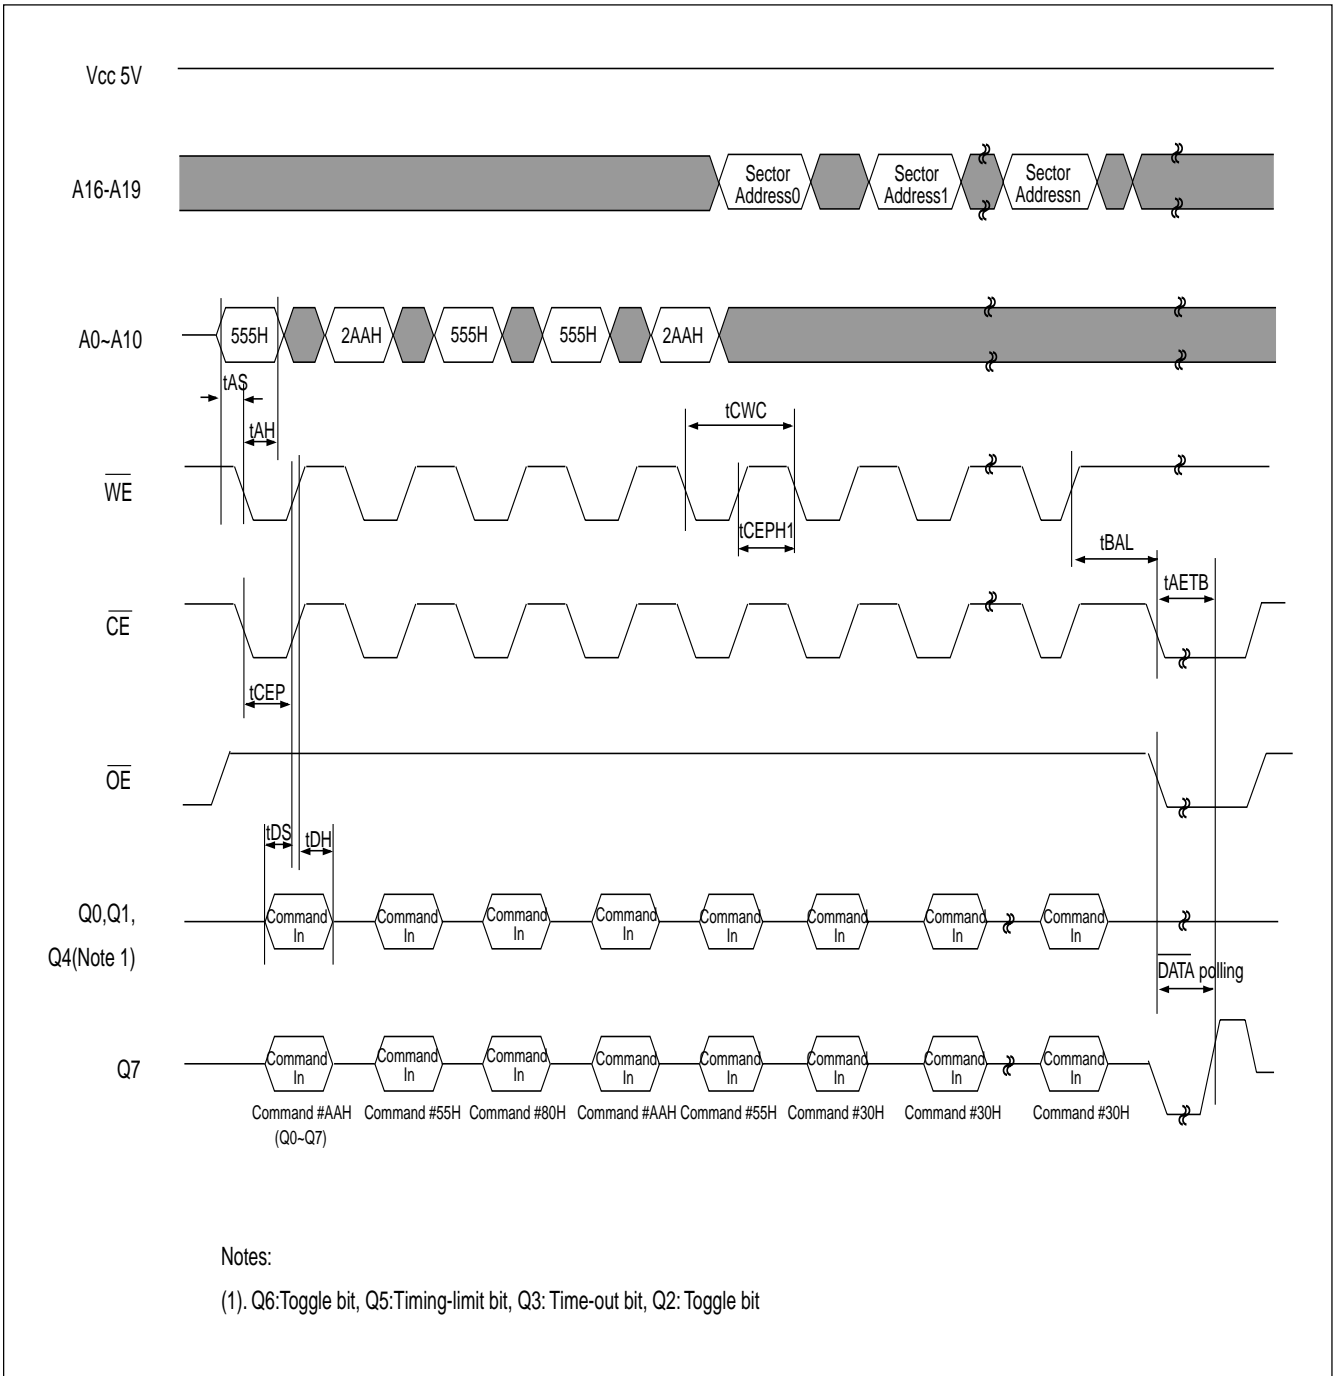 Vcc 5V
A16-A19
Sector
Address0
Sector
Address1
Sector
Addressn
A0~A10
555H
2AAH
555H
555H
2AAH
tAS
tAH
tCWC
WE
tCEPH1
tBAL
tAETB
CE
tCEP
OE
tDS
tDH
Q0,Q1,
Q4(Note 1)
Command
In
Command
In
Command
In
Command
In
Command
In
Command
In
Command
In
Command
In
DATA polling
Q7
Command
In
Command
In
Command
In
Command
In
Command
In
Command
In
Command
In
Command
In
Command #AAH
(Q0~Q7)
Command #55H
Command #80H
Command #AAH
Command #55H
Command #30H
Command #30H
Command #30H
Notes:
(1). Q6:Toggle bit, Q5:Timing-limit bit, Q3: Time-out bit, Q2: Toggle bit